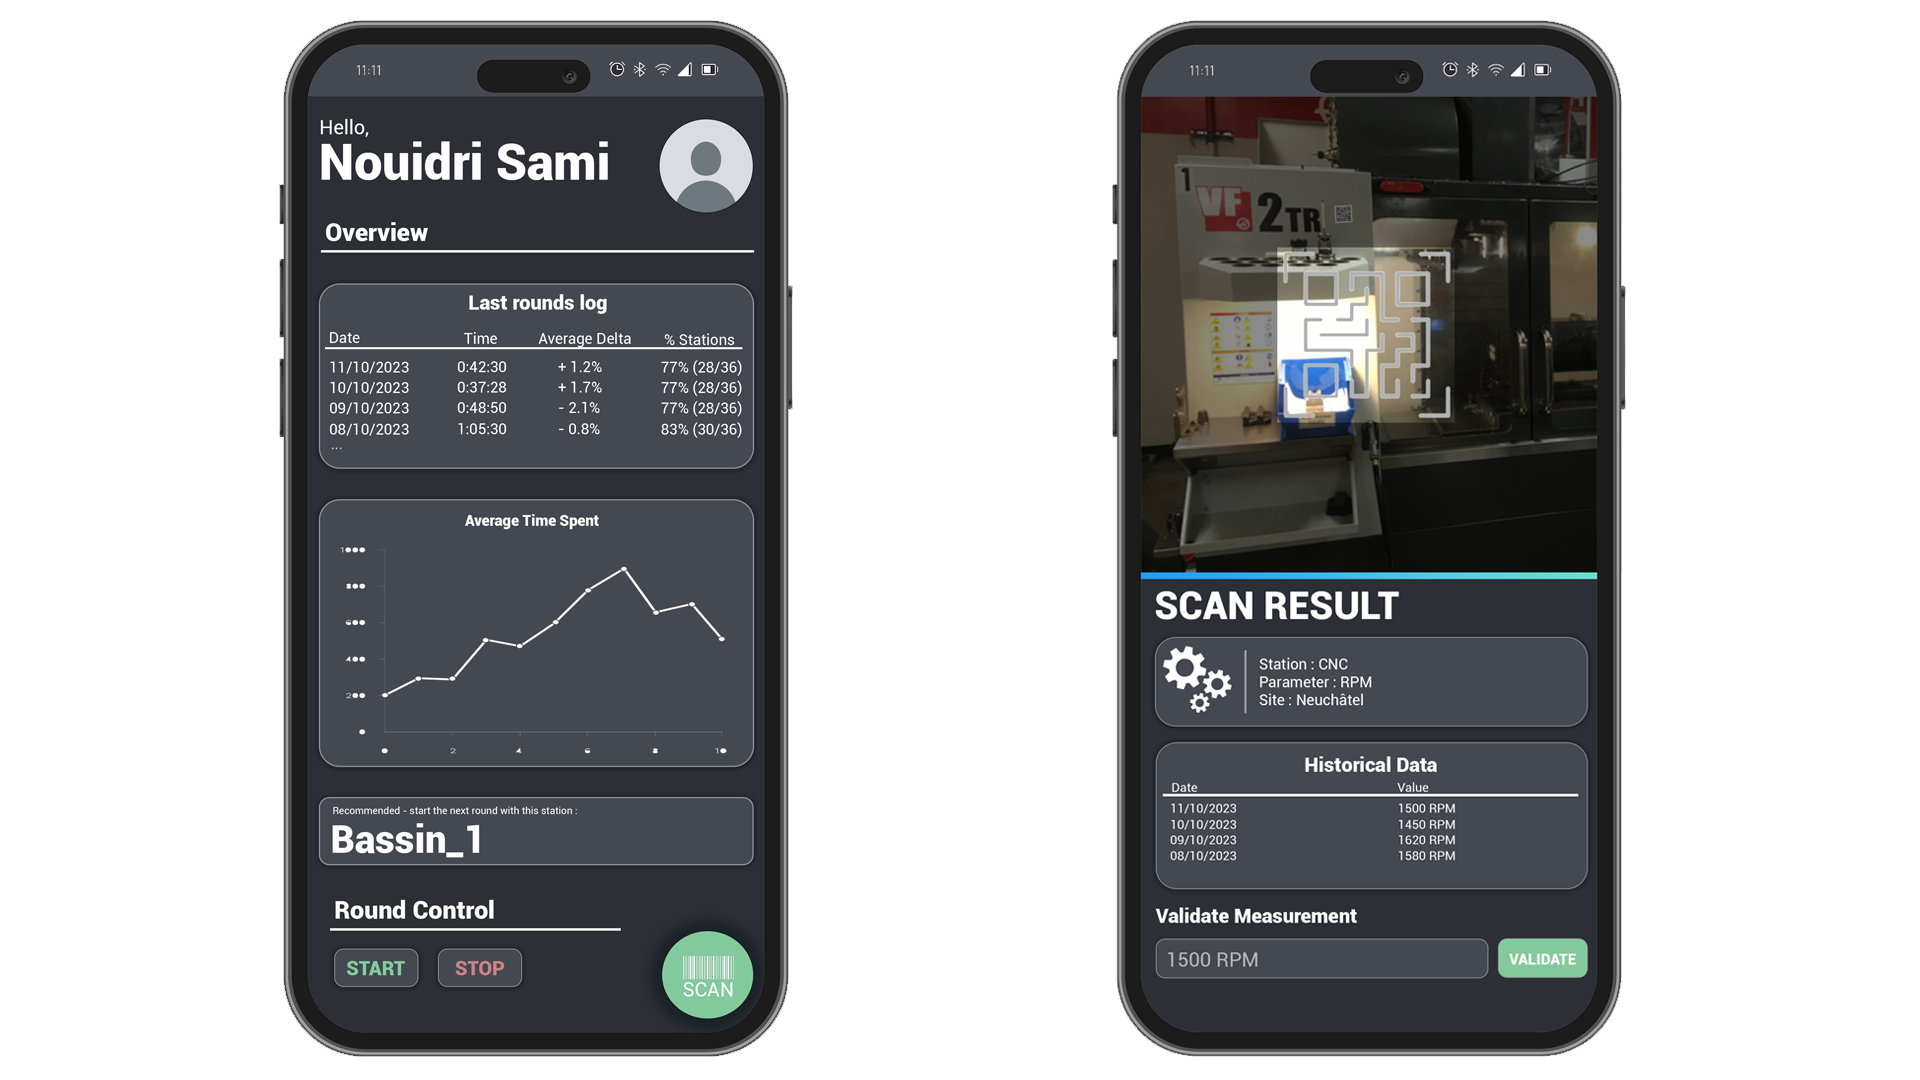 11:11
Hello,
Nouidri Sami
Overview
Last rounds log
Date Time Average Delta % Stations
11/10/2023 0:42:30 + 1.2% 77% (28/36)
10/10/2023 0:37:28 + 1.7% 77% (28/36)
09/10/2023 0:48:50 - 2.1% 77% (28/36)
08/10/2023 1:05:30 - 0.8% 83% (30/36)
...
Average Time Spent
1000
800
600
400
200
0
0 2 4 6 8 10
Recommended - start the next round with this station :
Bassin_1
Round Control
START STOP
SCAN
11:11
1
VF 2TR
SCAN RESULT
Station : CNC
Parameter : RPM
Site : Neuchâtel
Historical Data
Date Value
11/10/2023 1500 RPM
10/10/2023 1450 RPM
09/10/2023 1620 RPM
08/10/2023 1580 RPM
Validate Measurement
1500 RPM VALIDATE